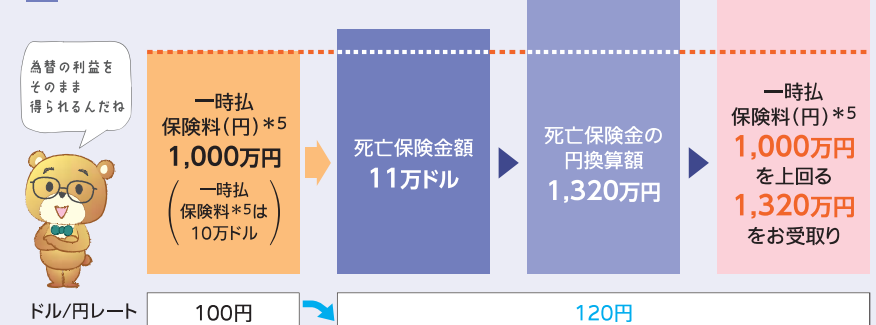 為替の利益を
そのまま
得られるんだね
一時払
保険料(円)*5
1,000万円
一時払
保険料*5は
10万ドル
死亡保険金額
11万ドル
死亡保険金の
円換算額
1,320万円
一時払
保険料(円)*5
1,000万円
を上回る
1,320万円
をお受取り
ドル/円レート
100円
120円